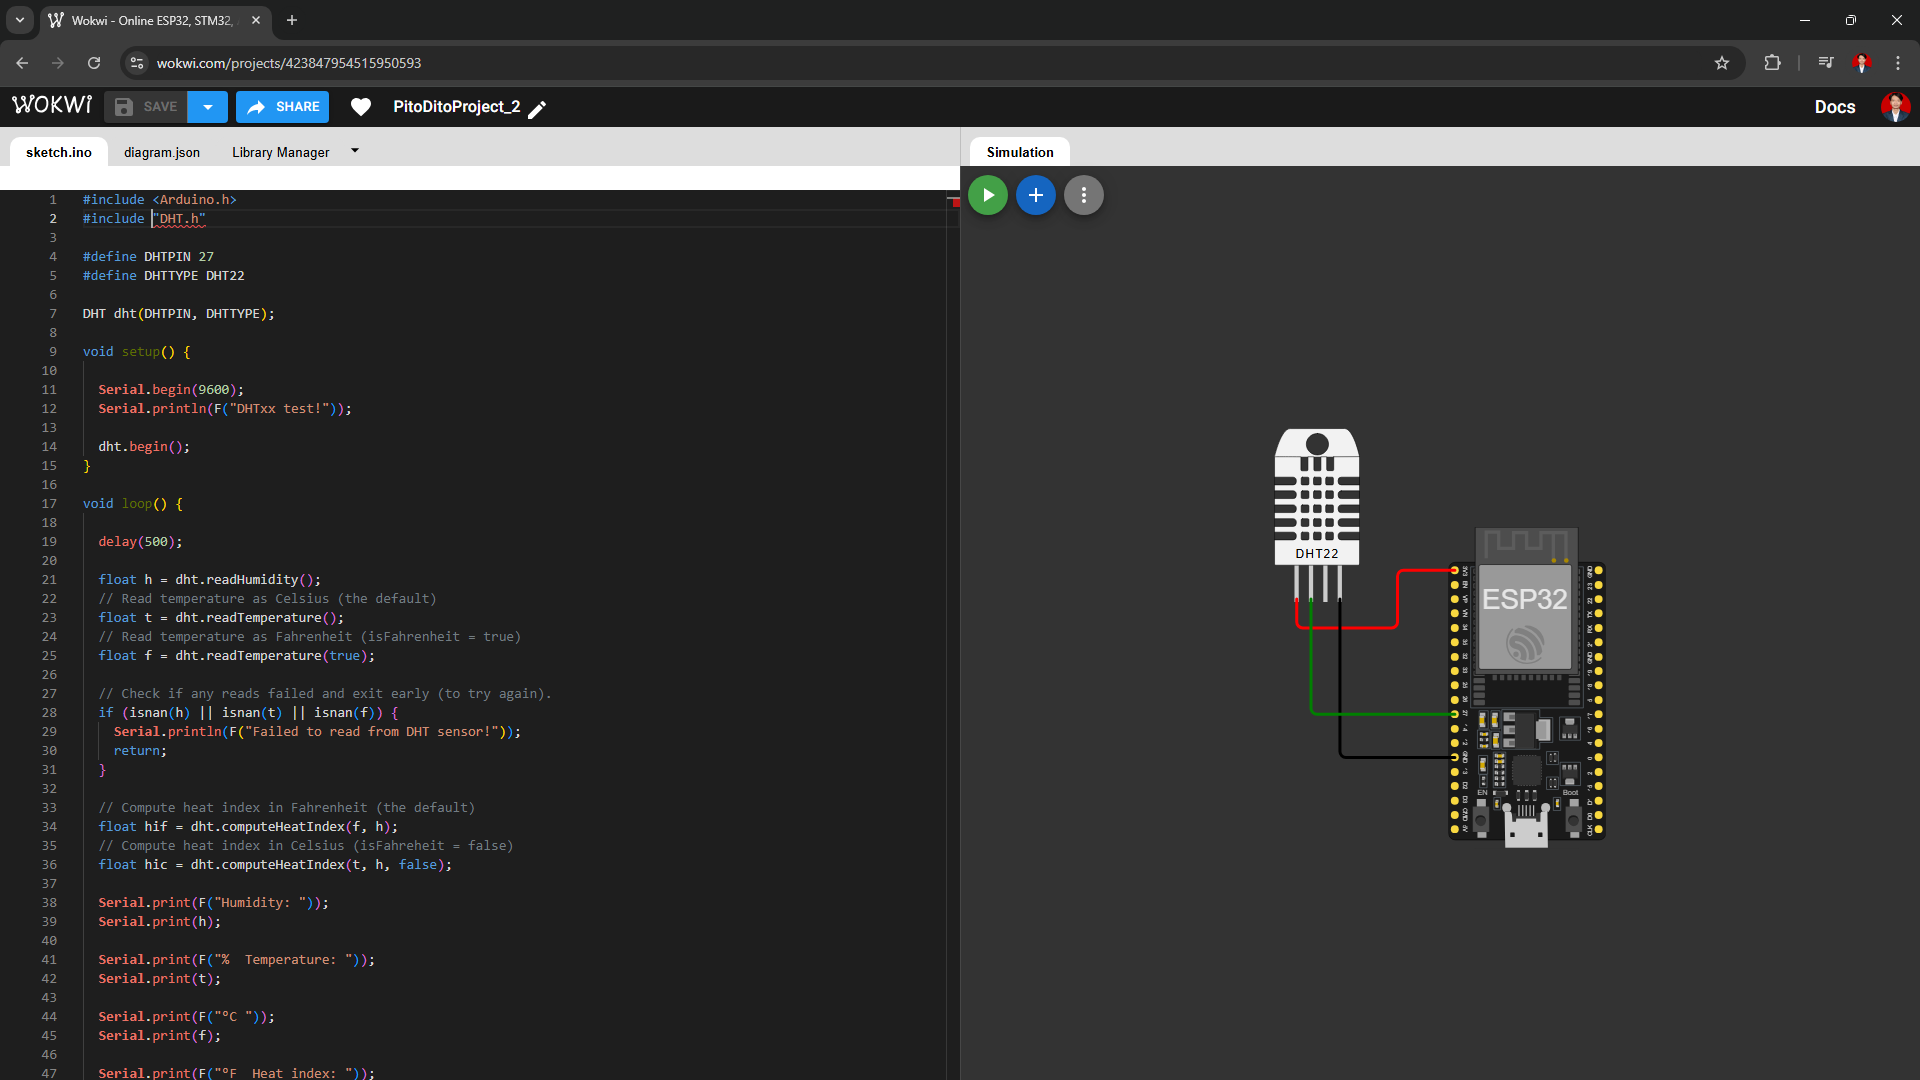 Wokwi - Online ESP32, STM32,
wokwi.com/projects/423847954515950593
WOKWI
SAVE
SHARE
PitoDitoProject_2
Docs
sketch.ino
diagram.json
Library Manager
Simulation
1 #include <Arduino.h>
2 #include "DHT.h"
3
4 #define DHTPIN 27
5 #define DHTTYPE DHT22
6
7 DHT dht(DHTPIN, DHTTYPE);
8
9 void setup() {
10
11 Serial.begin(9600);
12 Serial.println(F("DHTxx test!"));
13
14 dht.begin();
15 }
16
17 void loop() {
18
19 delay(500);
20
21 float h = dht.readHumidity();
22 // Read temperature as Celsius (the default)
23 float t = dht.readTemperature();
24 // Read temperature as Fahrenheit (isFahrenheit = true)
25 float f = dht.readTemperature(true);
26
27 // Check if any reads failed and exit early (to try again).
28 if (isnan(h) || isnan(t) || isnan(f)) {
29 Serial.println(F("Failed to read from DHT sensor!"));
30 return;
31 }
32
33 // Compute heat index in Fahrenheit (the default)
34 float hif = dht.computeHeatIndex(f, h);
35 // Compute heat index in Celsius (isFahreheit = false)
36 float hic = dht.computeHeatIndex(t, h, false);
37
38 Serial.print(F("Humidity: "));
39 Serial.print(h);
40
41 Serial.print(F("%  Temperature: "));
42 Serial.print(t);
43
44 Serial.print(F("°C "));
45 Serial.print(f);
46
47 Serial.print(F("°F  Heat index: "));
DHT22
ESP32
EN
Boot